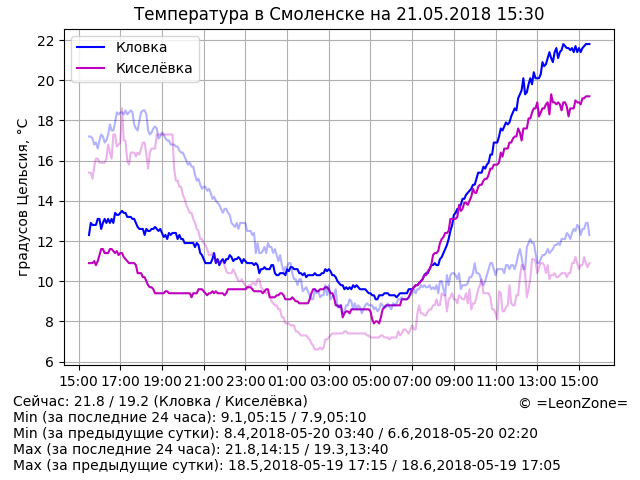 Температура в Смоленске на 21.05.2018 15:30
Кловка
Киселёвка
градусов Цельсия, °C
22
20
18
16
14
12
10
8
6
15:00 17:00 19:00 21:00 23:00 01:00 03:00 05:00 07:00 09:00 11:00 13:00 15:00
Сейчас: 21.8 / 19.2 (Кловка / Киселёвка)
© =LeonZone=
Min (за последние 24 часа): 9.1,05:15 / 7.9,05:10
Min (за предыдущие сутки): 8.4,2018-05-20 03:40 / 6.6,2018-05-20 02:20
Max (за последние 24 часа): 21.8,14:15 / 19.3,13:40
Max (за предыдущие сутки): 18.5,2018-05-19 17:15 / 18.6,2018-05-19 17:05